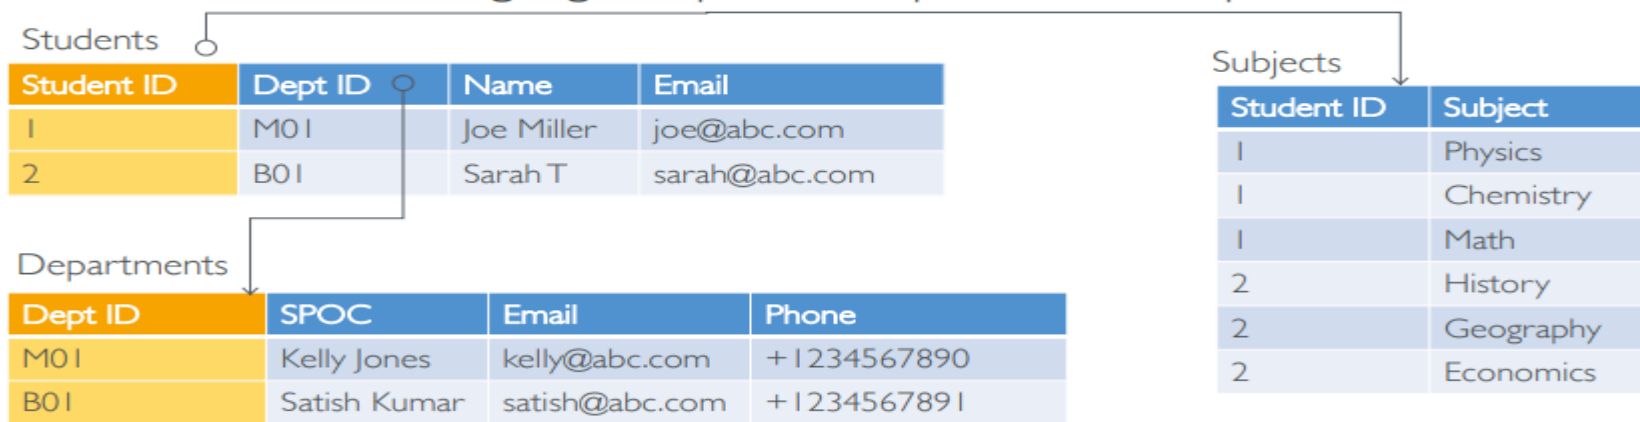 Students
Student ID Dept ID Name Email
1 M01 Joe Miller joe@abc.com
2 B01 Sarah T sarah@abc.com
Departments
Dept ID SPOC Email Phone
M01 Kelly Jones kelly@abc.com +1234567890
B01 Satish Kumar satish@abc.com +1234567891
Subjects
Student ID Subject
1 Physics
1 Chemistry
1 Math
2 History
2 Geography
2 Economics